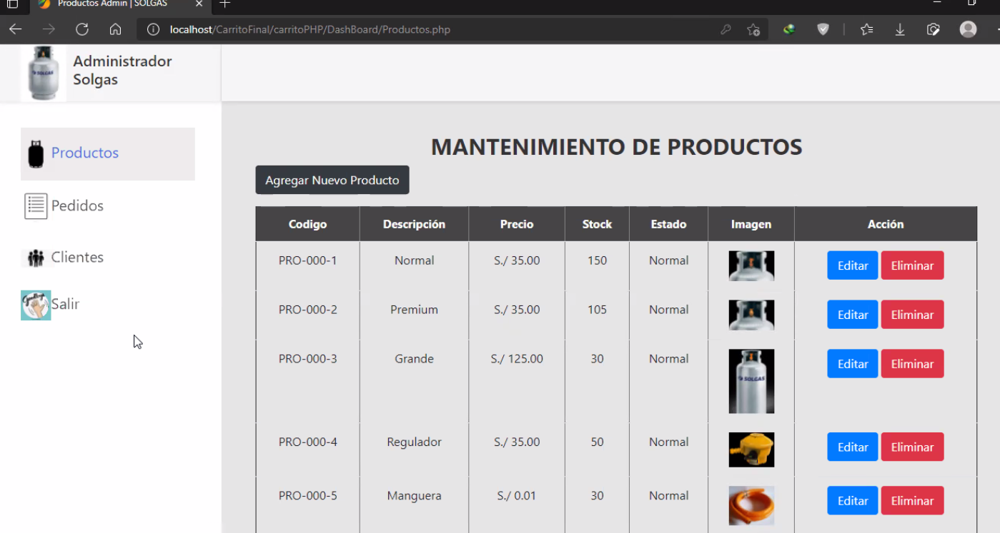 Productos Admin | SOLGAS
localhost/CarritoFinal/carritoPHP/DashBoard/Productos.php
SOLGAS
Administrador
Solgas
Productos
Pedidos
Clientes
Salir
MANTENIMIENTO DE PRODUCTOS
Agregar Nuevo Producto
Codigo Descripción Precio Stock Estado Imagen Acción
PRO-000-1 Normal S./ 35.00 150 Normal Editar Eliminar
PRO-000-2 Premium S./ 35.00 105 Normal Editar Eliminar
PRO-000-3 Grande S./ 125.00 30 Normal Editar Eliminar
SOLGAS
PRO-000-4 Regulador S./ 35.00 50 Normal Editar Eliminar
PRO-000-5 Manguera S./ 0.01 30 Normal Editar Eliminar